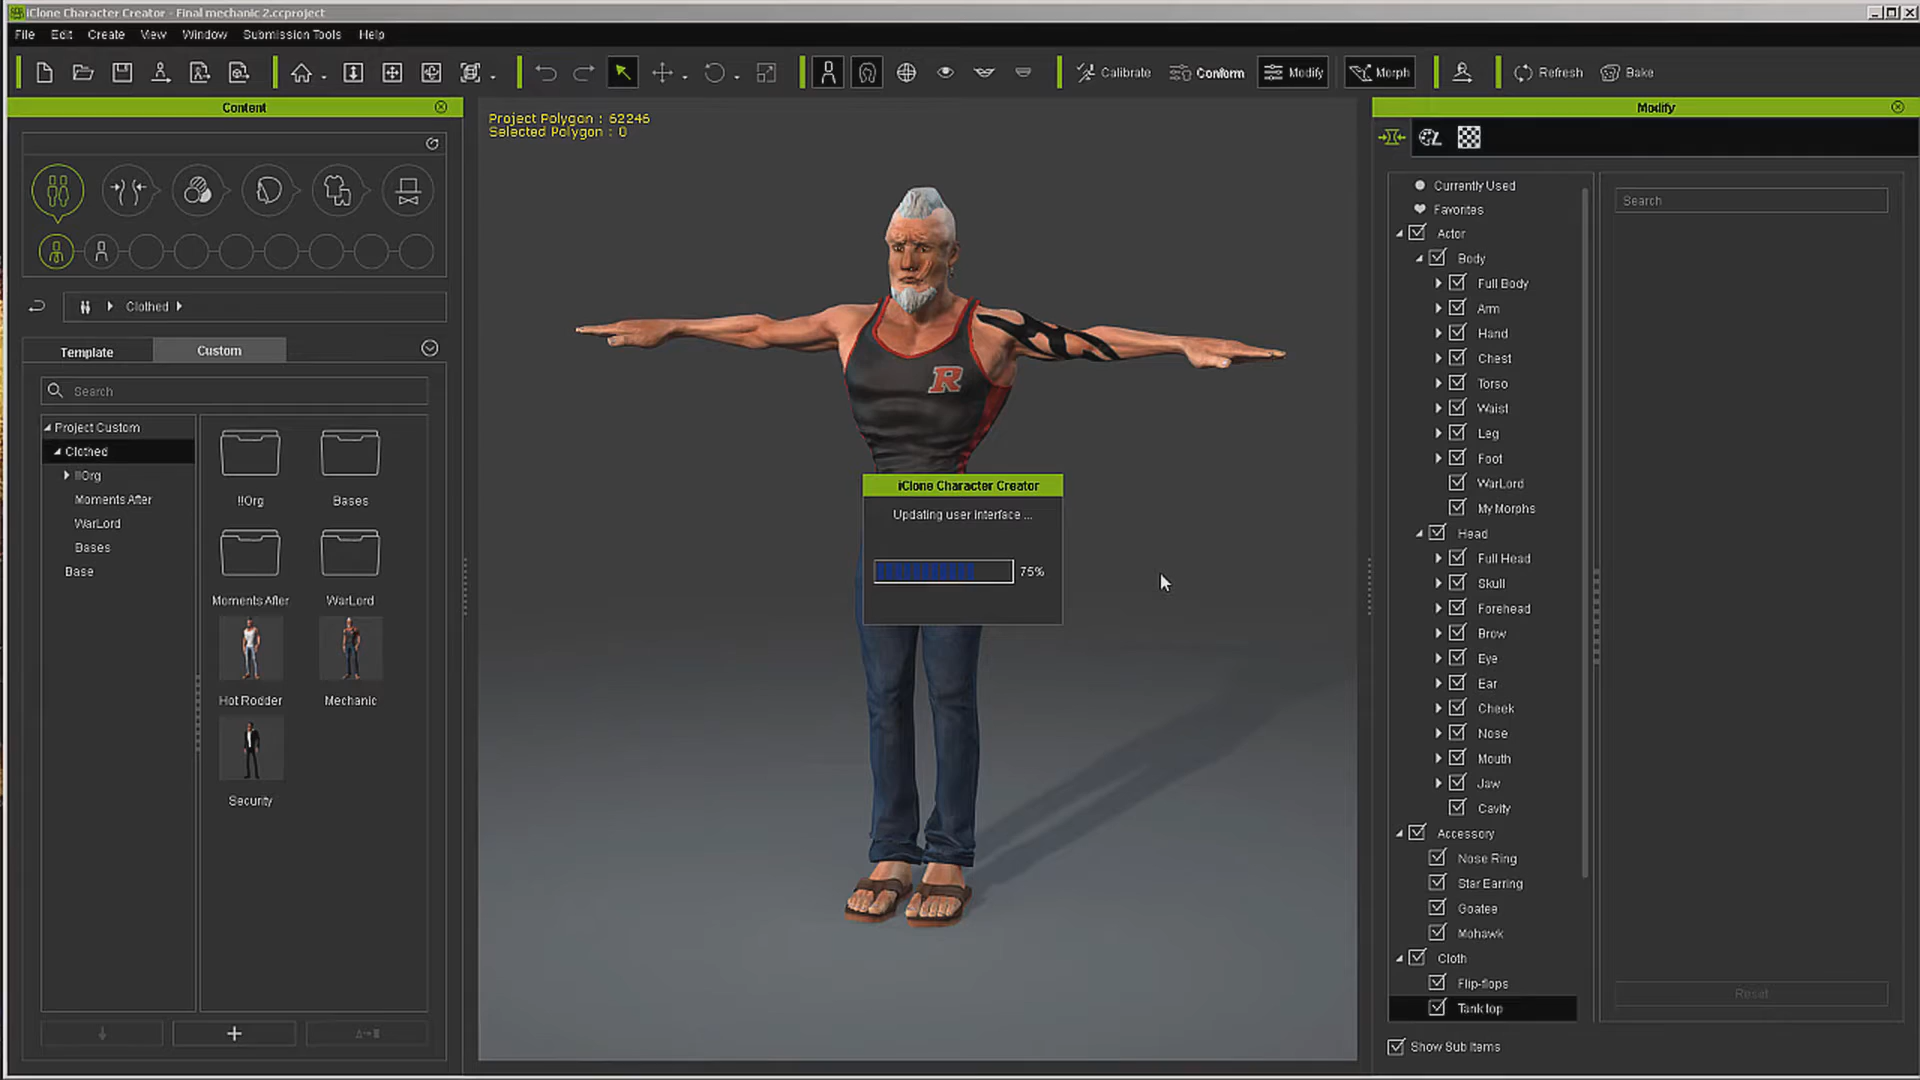 iClone Character Creator - Final mechanic 2.ccproject
File Edit Create View Window Submission Tools Help
Calibrate Conform Modify Morph Refresh Bake
Content
Clothed
Template Custom
Search
Project Custom
Clothed
!!Org
Moments After
WarLord
Bases
Base
!!Org Bases
Moments After WarLord
Hot Rodder Mechanic
Security
Project Polygon : 62246
Selected Polygon : 0
R
iClone Character Creator
Updating user interface ...
75%
Modify
Currently Used
Favorites
Actor
Body
Full Body
Arm
Hand
Chest
Torso
Waist
Leg
Foot
WarLord
My Morphs
Head
Full Head
Skull
Forehead
Brow
Eye
Ear
Cheek
Nose
Mouth
Jaw
Cavity
Accessory
Nose Ring
Star Earring
Goatee
Mohawk
Cloth
Flip-flops
Tank top
Show Sub Items
Search
Reset